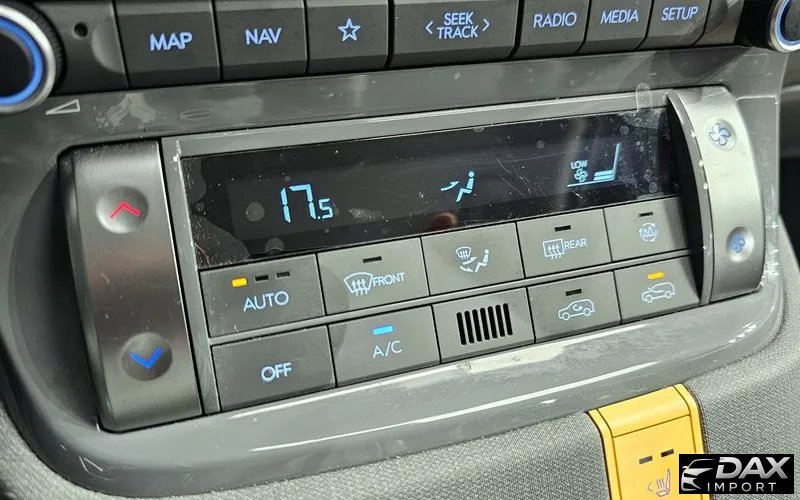 MAP
NAV
SEEK
TRACK
RADIO
MEDIA
SETUP
17.5
LOW
AUTO
FRONT
REAR
OFF
A/C
DAX
IMPORT